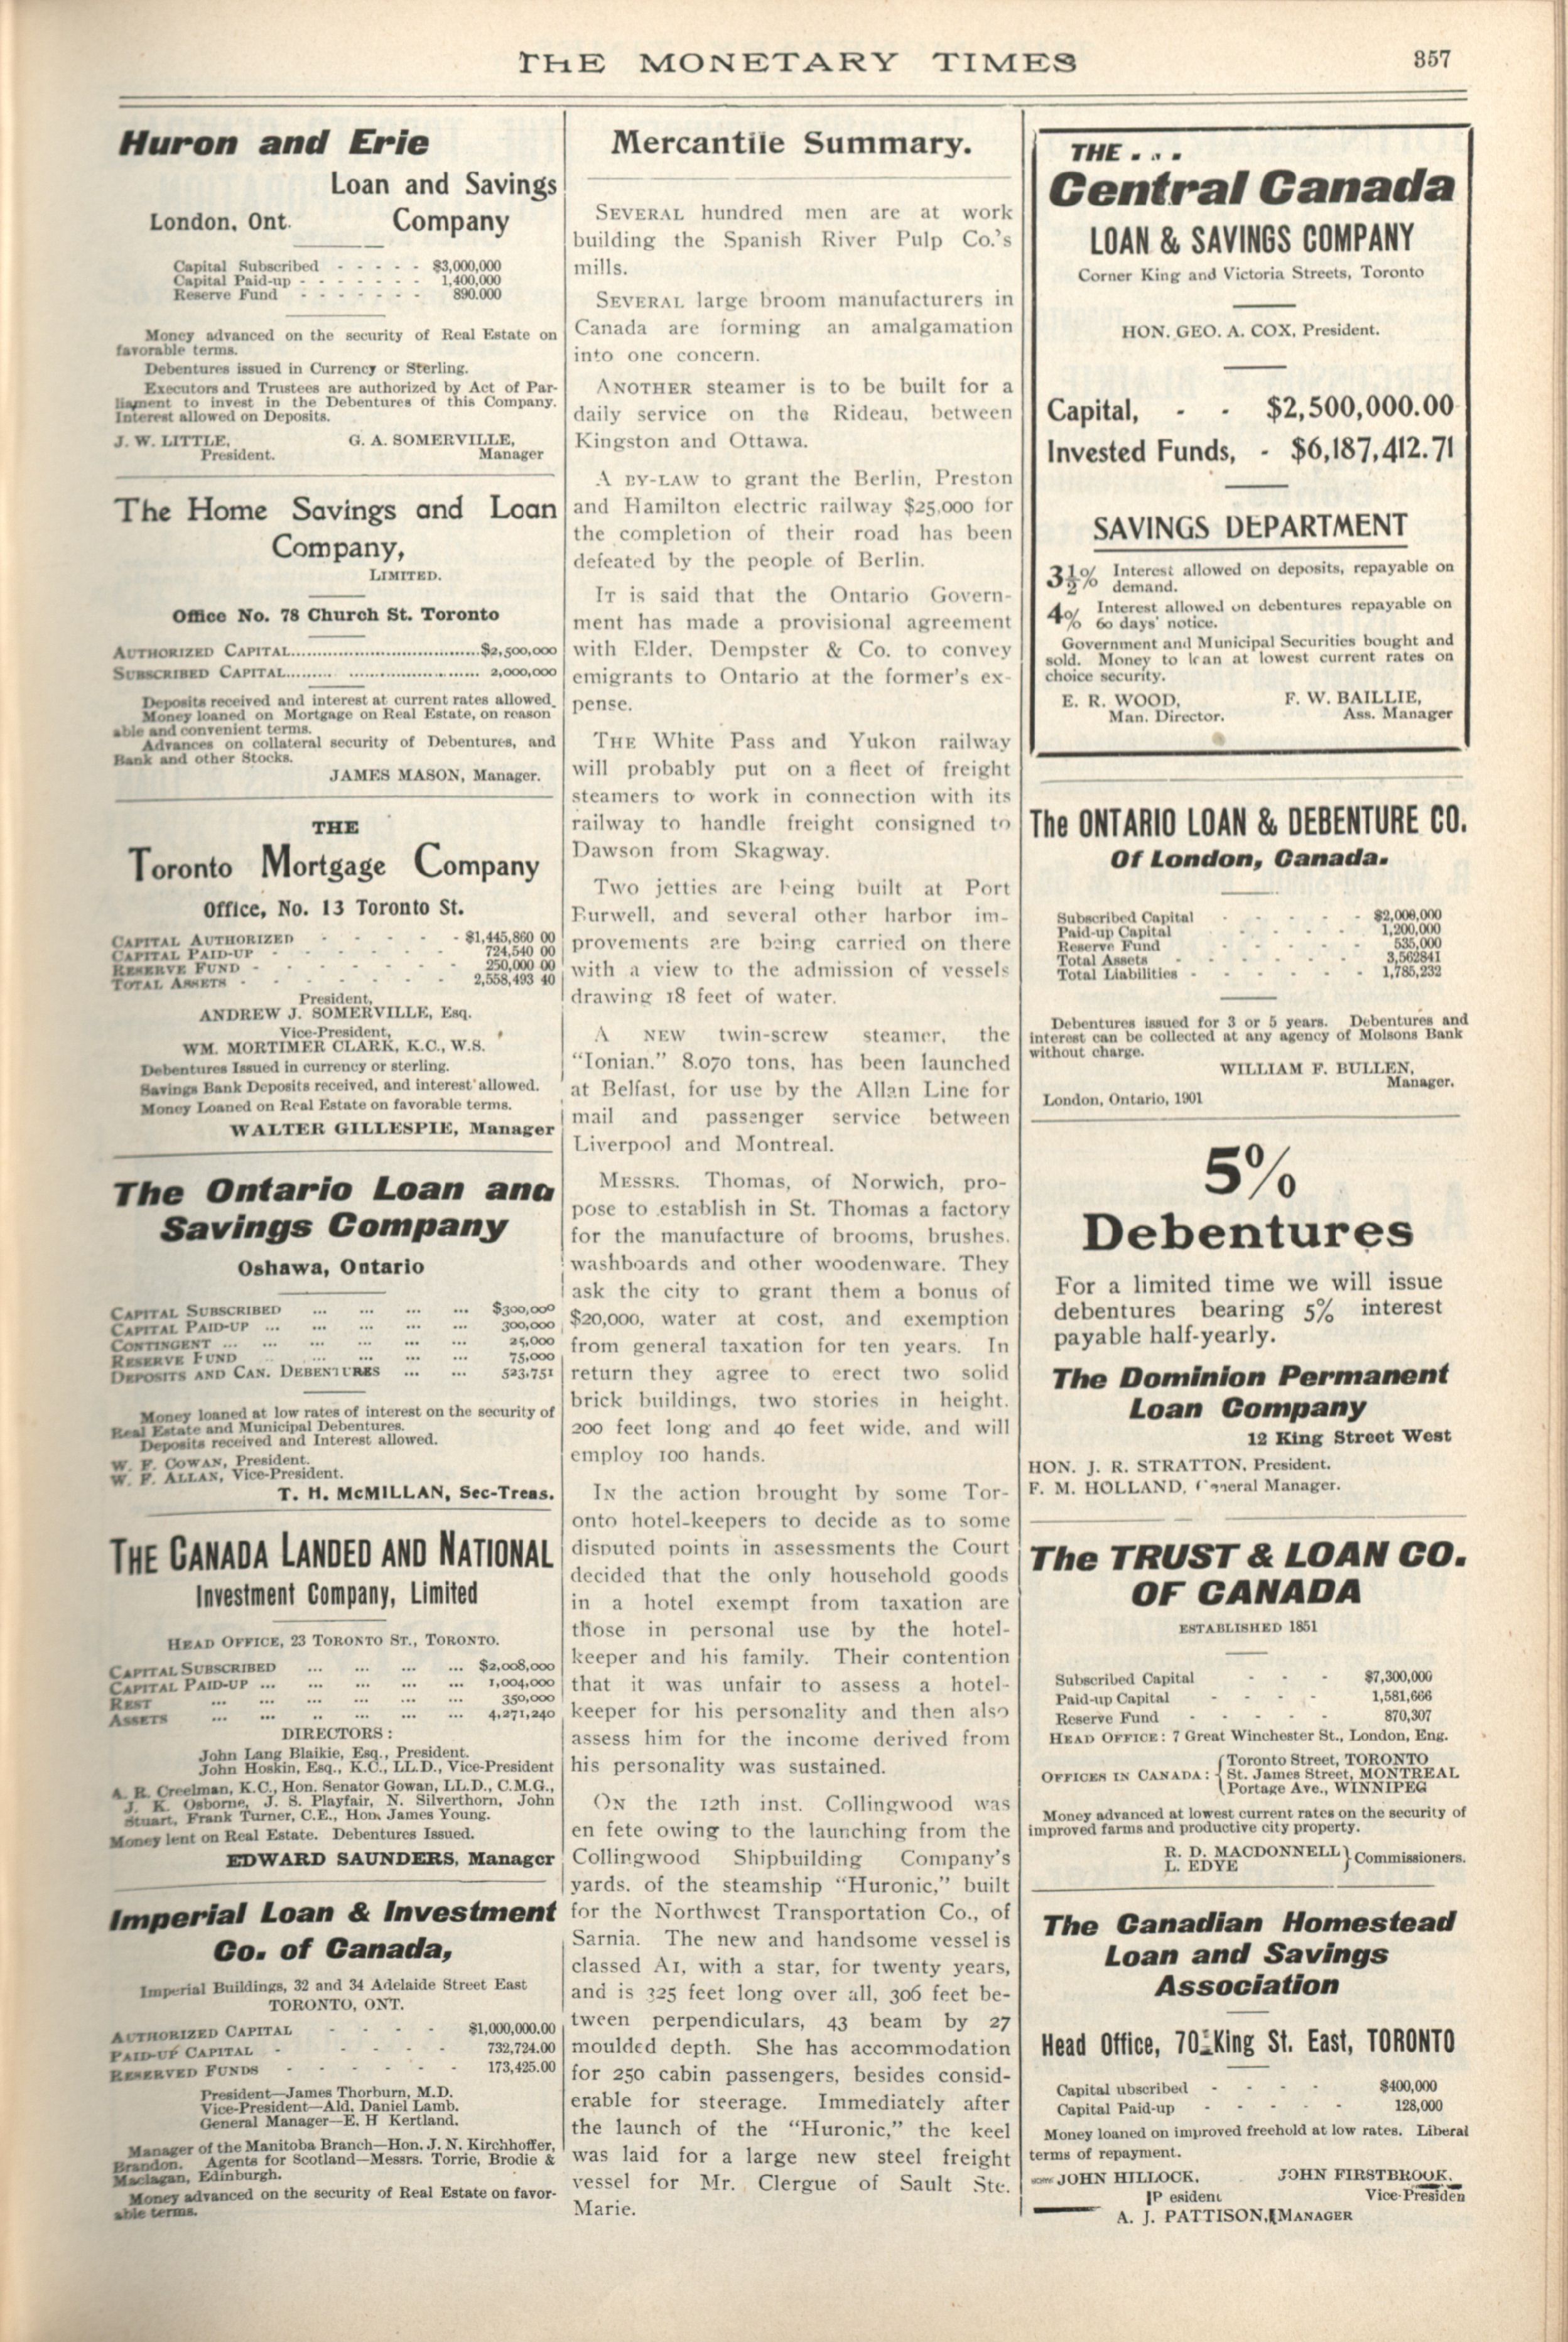 THE MONETARY TIMES 357
Huron and Erie
Loan and Savings
London, Ont. Company
Capital Subscribed - - - - - $3,000,000
Capital Paid-up - - - - - - - 1,400,000
Reserve Fund - - - - - - - 890.000
Money advanced on the security of Real Estate on
favorable terms.
Debentures issued in Currency or Sterling.
Executors and Trustees are authorized by Act of Par-
liament to invest in the Debentures of this Company.
Interest allowed on Deposits.
J. W. LITTLE, G. A. SOMERVILLE,
President. Manager
The Home Savings and Loan
Company,
LIMITED.
Office No. 78 Church St. Toronto
AUTHORIZED CAPITAL.................................$2,500,000
SUBSCRIBED CAPITAL......... ......................... 2,000,000
Deposits received and interest at current rates allowed.
Money loaned on Mortgage on Real Estate, on reason
able and convenient terms.
Advances on collateral security of Debentures, and
Bank and other Stocks.
JAMES MASON, Manager.
THE
Toronto Mortgage Company
Office, No. 13 Toronto St.
CAPITAL AUTHORIZED - - - - - $1,445,860 00
CAPITAL PAID-UP - - - - - - 724,540 00
RESERVE FUND - - - - - - 250,000 00
TOTAL ASSETS - - - - - - 2,558,493 40
President,
ANDREW J. SOMERVILLE, Esq.
Vice-President,
WM. MORTIMER CLARK, K.C., W.S.
Debentures Issued in currency or sterling.
Savings Bank Deposits received, and interest allowed.
Money Loaned on Real Estate on favorable terms.
WALTER GILLESPIE, Manager
The Ontario Loan and
Savings Company
Oshawa, Ontario
CAPITAL SUBSCRIBED ... ... ... ... $300,000
CAPITAL PAID-UP ... ... ... ... ... 300,000
CONTINGENT ... ... ... ... ... 25,000
RESERVE FUND ... ... ... ... 75,000
DEPOSITS AND CAN. DEBENTURES ... ... 523,751
Money loaned at low rates of interest on the security of
Real Estate and Municipal Debentures.
Deposits received and Interest allowed.
W. F. COWAN, President.
W. F. ALLAN, Vice-President.
T. H. McMILLAN, Sec-Treas.
THE CANADA LANDED AND NATIONAL
Investment Company, Limited
HEAD OFFICE, 23 TORONTO ST., TORONTO.
CAPITAL SUBSCRIBED ... ... ... ... $2,008,000
CAPITAL PAID-UP ... ... ... ... ... 1,004,000
REST ... ... ... ... ... ... 350,000
ASSETS ... ... .. ... ... ... 4,271,240
DIRECTORS :
John Lang Blaikie, Esq., President.
John Hoskin, Esq., K.C., LL.D., Vice-President
A. R. Creelman, K.C., Hon. Senator Gowan, LL.D., C.M.G.,
J. K. Osborne, J. S. Playfair, N. Silverthorn, John
Stuart, Frank Turner, C.E., Hon. James Young.
Money lent on Real Estate. Debentures Issued.
EDWARD SAUNDERS, Manager
Imperial Loan & Investment
Co. of Canada,
Imperial Buildings, 32 and 34 Adelaide Street East
TORONTO, ONT.
AUTHORIZED CAPITAL - - - - $1,000,000.00
PAID-UP CAPITAL - - - - - 732,724.00
RESERVED FUNDS - - - - - - 173,425.00
President—James Thorburn, M.D.
Vice-President—Ald. Daniel Lamb.
General Manager—E. H Kertland.
Manager of the Manitoba Branch—Hon. J. N. Kirchhoffer,
Brandon. Agents for Scotland—Messrs. Torrie, Brodie &
Maclagan, Edinburgh.
Money advanced on the security of Real Estate on favor-
able terms.
Mercantile Summary.
SEVERAL hundred men are at work
building the Spanish River Pulp Co.'s
mills.
SEVERAL large broom manufacturers in
Canada are forming an amalgamation
into one concern.
ANOTHER steamer is to be built for a
daily service on the Rideau, between
Kingston and Ottawa.
A BY-LAW to grant the Berlin, Preston
and Hamilton electric railway $25,000 for
the completion of their road has been
defeated by the people of Berlin.
IT is said that the Ontario Govern-
ment has made a provisional agreement
with Elder, Dempster & Co. to convey
emigrants to Ontario at the former's ex-
pense.
THE White Pass and Yukon railway
will probably put on a fleet of freight
steamers to work in connection with its
railway to handle freight consigned to
Dawson from Skagway.
Two jetties are being built at Port
Burwell, and several other harbor im-
provements are being carried on there
with a view to the admission of vessels
drawing 18 feet of water.
A NEW twin-screw steamer, the
"Ionian." 8.070 tons, has been launched
at Belfast, for use by the Allan Line for
mail and passenger service between
Liverpool and Montreal.
MESSRS. Thomas, of Norwich, pro-
pose to establish in St. Thomas a factory
for the manufacture of brooms, brushes,
washboards and other woodenware. They
ask the city to grant them a bonus of
$20,000, water at cost, and exemption
from general taxation for ten years. In
return they agree to erect two solid
brick buildings, two stories in height,
200 feet long and 40 feet wide, and will
employ 100 hands.
IN the action brought by some Tor-
onto hotel-keepers to decide as to some
disputed points in assessments the Court
decided that the only household goods
in a hotel exempt from taxation are
those in personal use by the hotel-
keeper and his family. Their contention
that it was unfair to assess a hotel-
keeper for his personality and then also
assess him for the income derived from
his personality was sustained.
ON the 12th inst. Collingwood was
en fete owing to the launching from the
Collingwood Shipbuilding Company's
yards. of the steamship "Huronic," built
for the Northwest Transportation Co., of
Sarnia. The new and handsome vessel is
classed A1, with a star, for twenty years,
and is 325 feet long over all, 306 feet be-
tween perpendiculars, 43 beam by 27
moulded depth. She has accommodation
for 250 cabin passengers, besides consid-
erable for steerage. Immediately after
the launch of the "Huronic," the keel
was laid for a large new steel freight
vessel for Mr. Clergue of Sault Ste.
Marie.
THE . . .
Central Canada
LOAN & SAVINGS COMPANY
Corner King and Victoria Streets, Toronto
HON. GEO. A. COX, President.
Capital, - - $2,500,000.00
Invested Funds, - $6,187,412.71
SAVINGS DEPARTMENT
3½% Interest allowed on deposits, repayable on
demand.
4% Interest allowed on debentures repayable on
60 days' notice.
Government and Municipal Securities bought and
sold. Money to loan at lowest current rates on
choice security.
E. R. WOOD, F. W. BAILLIE,
Man. Director. Ass. Manager
The ONTARIO LOAN & DEBENTURE CO.
Of London, Canada.
Subscribed Capital - - - - - $2,000,000
Paid-up Capital - - - - - 1,200,000
Reserve Fund - - - - - 535,000
Total Assets - - - - - - 3,562841
Total Liabilities - - - - - - 1,785,232
Debentures issued for 3 or 5 years. Debentures and
interest can be collected at any agency of Molsons Bank
without charge.
WILLIAM F. BULLEN,
Manager.
London, Ontario, 1901
5%
Debentures
For a limited time we will issue
debentures bearing 5% interest
payable half-yearly.
The Dominion Permanent
Loan Company
12 King Street West
HON. J. R. STRATTON, President.
F. M. HOLLAND, General Manager.
The TRUST & LOAN CO.
OF CANADA
ESTABLISHED 1851
Subscribed Capital - - - $7,300,000
Paid-up Capital - - - - 1,581,666
Reserve Fund - - - - - 870,307
HEAD OFFICE: 7 Great Winchester St., London, Eng.
OFFICES IN CANADA: { Toronto Street, TORONTO
St. James Street, MONTREAL
Portage Ave., WINNIPEG
Money advanced at lowest current rates on the security of
improved farms and productive city property.
R. D. MACDONNELL } Commissioners.
L. EDYE
The Canadian Homestead
Loan and Savings
Association
Head Office, 70 King St. East, TORONTO
Capital ubscribed - - - - $400,000
Capital Paid-up - - - - - 128,000
Money loaned on improved freehold at low rates. Liberal
terms of repayment.
JOHN HILLOCK, JOHN FIRSTBROOK,
P esident Vice-Presiden
A. J. PATTISON, MANAGER